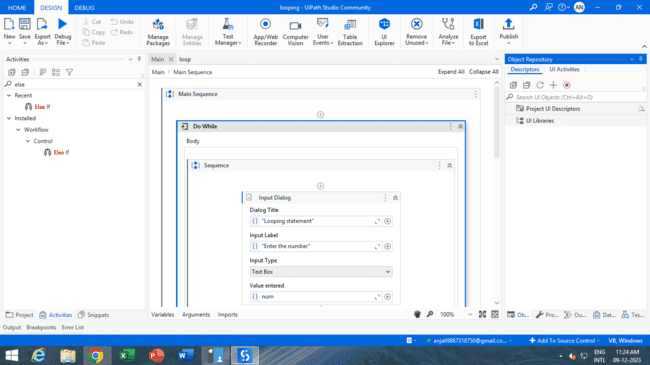 looping - UiPath Studio Community
HOME DESIGN DEBUG
AN
New Save Export As Debug File Cut Copy Paste Undo Redo Manage Packages Manage Entities Test Manager App/Web Recorder Computer Vision User Events Table Extraction UI Explorer Remove Unused Analyze File Export to Excel Publish
Activities
else
Recent
Else If
Installed
Workflow
Control
Else If
Project Activities Snippets
Main loop
Main Main Sequence Expand All Collapse All
Main Sequence
Do While
Body
Sequence
Input Dialog
Dialog Title
"Looping statement"
Input Label
"Enter the number"
Input Type
Text Box
Value entered
num
Variables Arguments Imports 100%
Object Repository
Descriptors UI Activities
Search UI Objects (Ctrl+Alt+O)
Project UI Descriptors
UI Libraries
Ob... Pro... Ou... Dat... Tes...
Output Breakpoints Error List
anjali9867318750@gmail.co... Add To Source Control VB, Windows
ENG 11:24 AM
INTL 09-12-2023